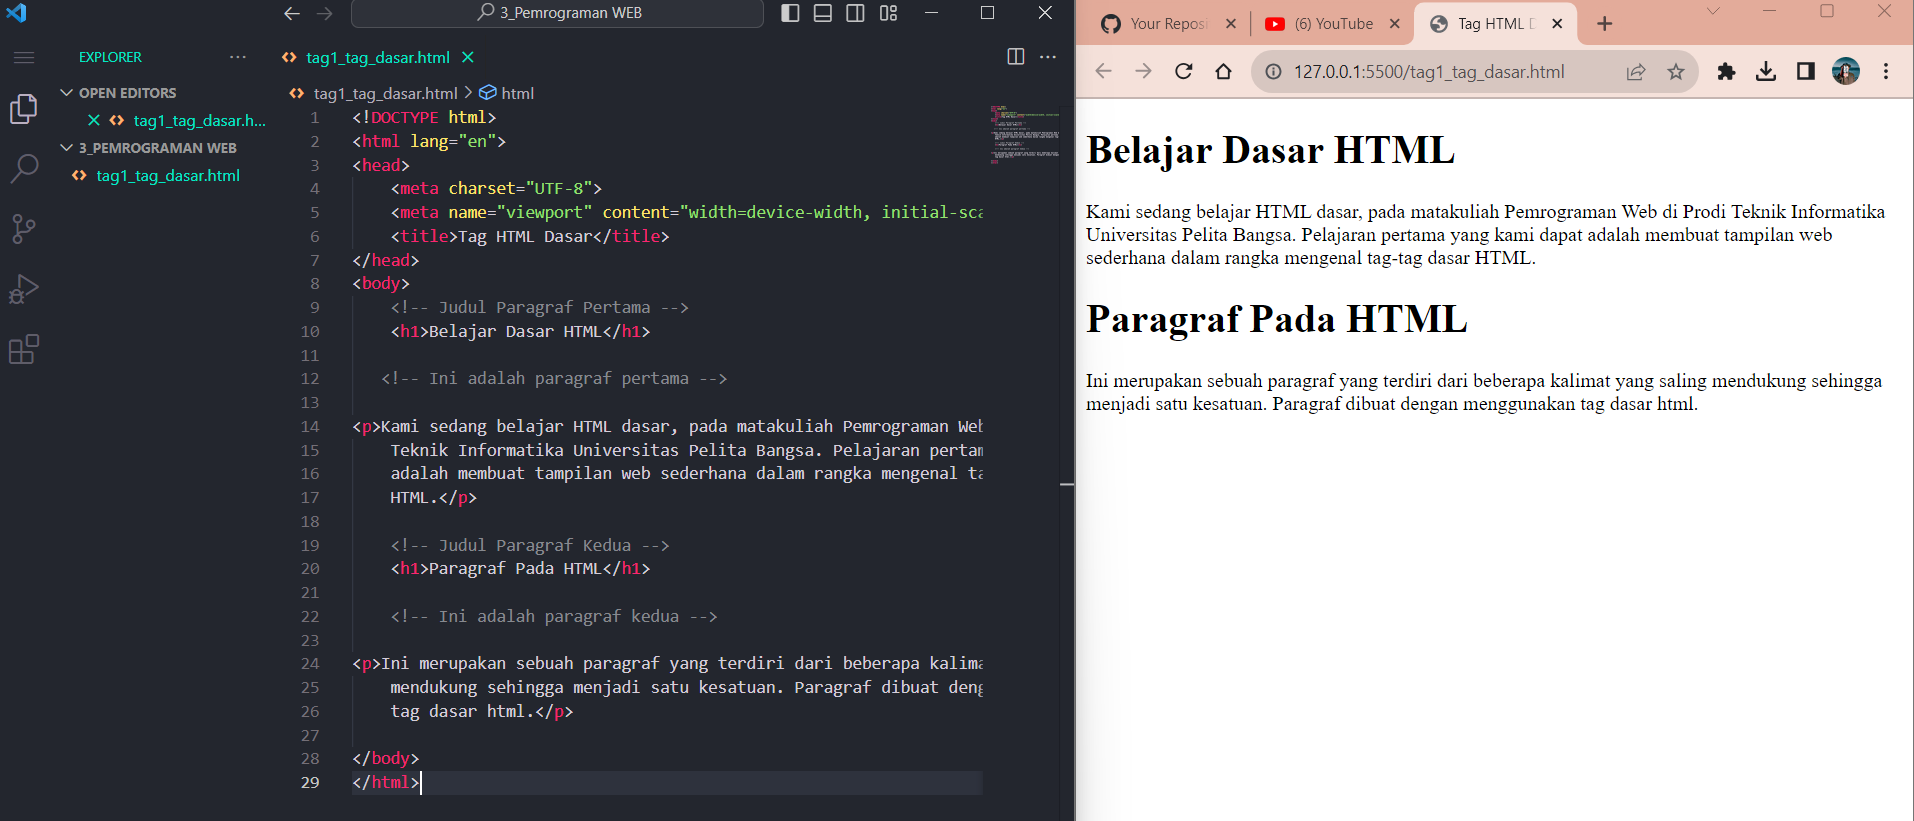 3_Pemrograman WEB
EXPLORER
OPEN EDITORS
tag1_tag_dasar.h...
3_PEMROGRAMAN WEB
tag1_tag_dasar.html
tag1_tag_dasar.html
tag1_tag_dasar.html > html
1 <!DOCTYPE html>
2 <html lang="en">
3 <head>
4 <meta charset="UTF-8">
5 <meta name="viewport" content="width=device-width, initial-sca
6 <title>Tag HTML Dasar</title>
7 </head>
8 <body>
9 <!-- Judul Paragraf Pertama -->
10 <h1>Belajar Dasar HTML</h1>
11
12 <!-- Ini adalah paragraf pertama -->
13
14 <p>Kami sedang belajar HTML dasar, pada matakuliah Pemrograman Web
15 Teknik Informatika Universitas Pelita Bangsa. Pelajaran pertam
16 adalah membuat tampilan web sederhana dalam rangka mengenal ta
17 HTML.</p>
18
19 <!-- Judul Paragraf Kedua -->
20 <h1>Paragraf Pada HTML</h1>
21
22 <!-- Ini adalah paragraf kedua -->
23
24 <p>Ini merupakan sebuah paragraf yang terdiri dari beberapa kalima
25 mendukung sehingga menjadi satu kesatuan. Paragraf dibuat deng
26 tag dasar html.</p>
27
28 </body>
29 </html>
Your Reposi
(6) YouTube
Tag HTML D
127.0.0.1:5500/tag1_tag_dasar.html
Belajar Dasar HTML
Kami sedang belajar HTML dasar, pada matakuliah Pemrograman Web di Prodi Teknik Informatika
Universitas Pelita Bangsa. Pelajaran pertama yang kami dapat adalah membuat tampilan web
sederhana dalam rangka mengenal tag-tag dasar HTML.
Paragraf Pada HTML
Ini merupakan sebuah paragraf yang terdiri dari beberapa kalimat yang saling mendukung sehingga
menjadi satu kesatuan. Paragraf dibuat dengan menggunakan tag dasar html.